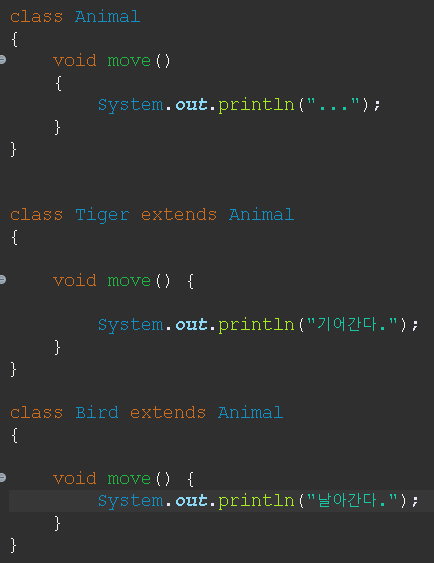 class Animal
{
void move()
{
System.out.println("...");
}
}
class Tiger extends Animal
{
void move() {
System.out.println("기어간다.");
}
}
class Bird extends Animal
{
void move() {
System.out.println("날아간다.");
}
}